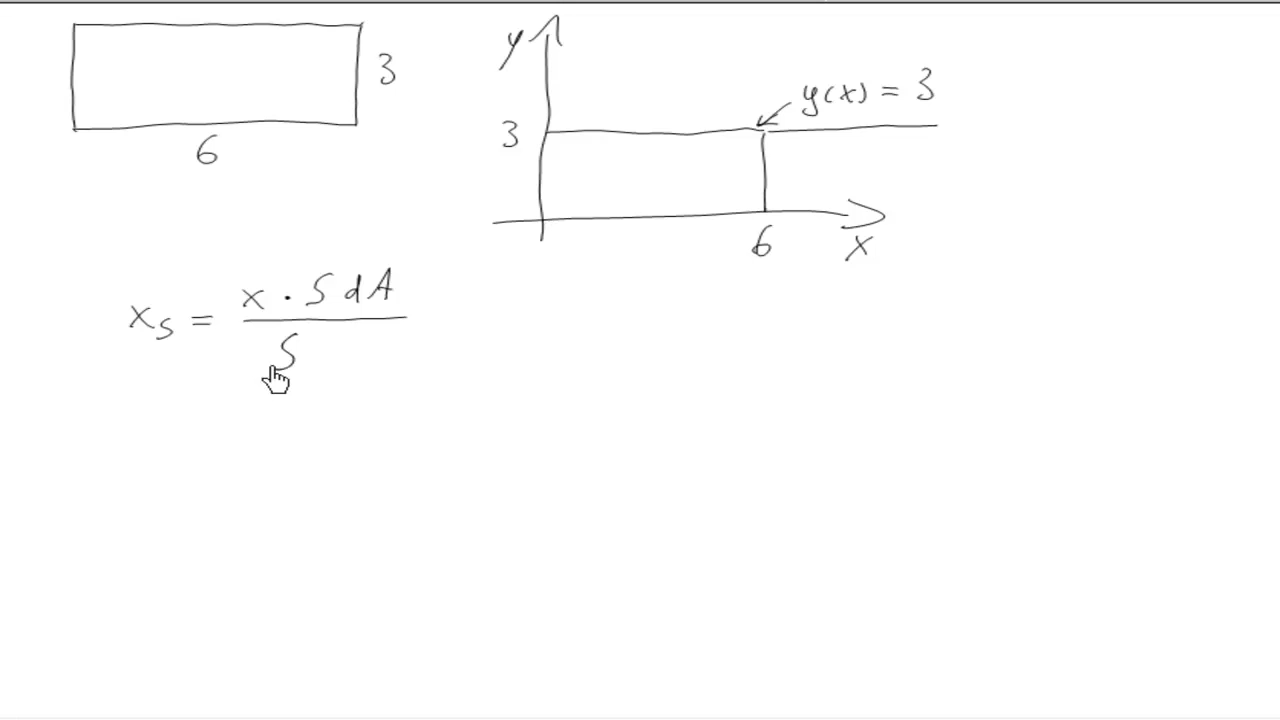 3
6
y
y(x) = 3
3
6
x
x_S = x · ∫ dA
∫